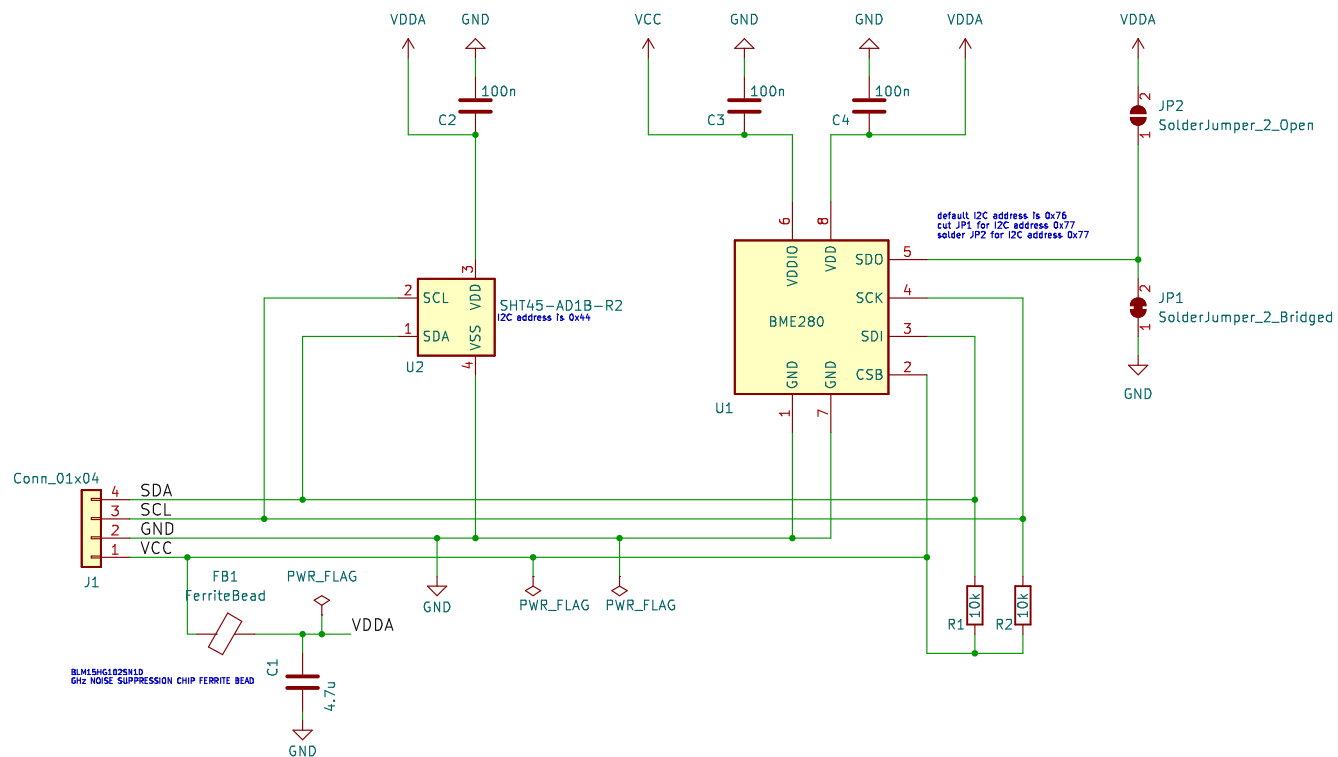 VDDA
GND
VCC
GND
GND
VDDA
VDDA
100n
C2
100n
C3
100n
C4
2
JP2
SolderJumper_2_Open
1
default I2C address is 0x76
cut JP1 for I2C address 0x77
solder JP2 for I2C address 0x77
6
8
VDDIO
VDD
SDO
5
SCK
4
BME280
SDI
3
CSB
2
GND
GND
U1
1
7
3
2
SCL
VDD
SHT45-AD1B-R2
I2C address is 0x44
1
SDA
VSS
U2
4
2
JP1
SolderJumper_2_Bridged
1
GND
Conn_01x04
4
SDA
3
SCL
2
GND
1
VCC
J1
FB1
FerriteBead
PWR_FLAG
GND
PWR_FLAG
PWR_FLAG
VDDA
R1
10k
R2
10k
BLM15HG102SN1D
GHz NOISE SUPPRESSION CHIP FERRITE BEAD
C1
4.7u
GND